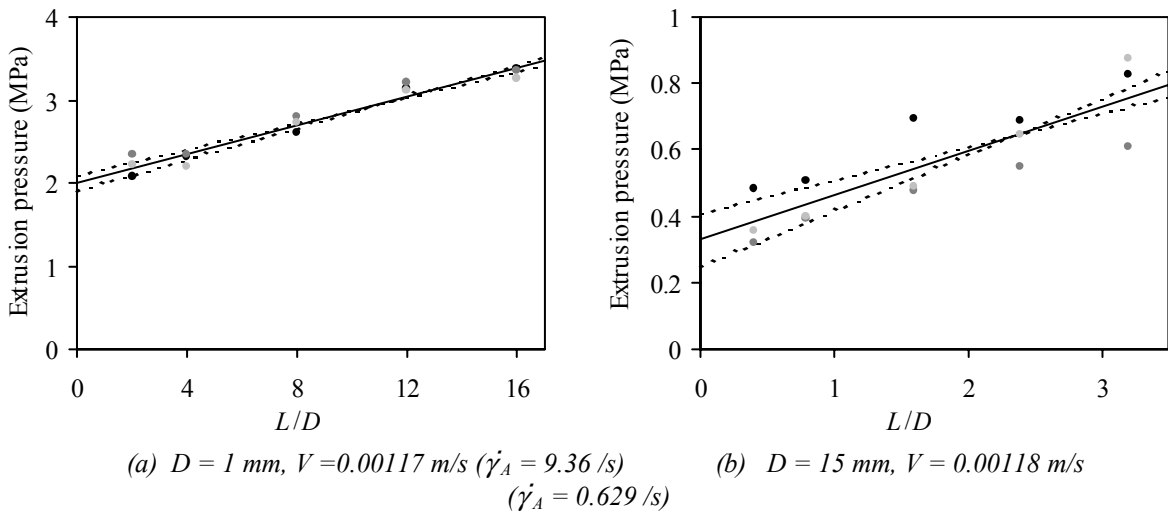 4
3
2
1
0
Extrusion pressure (MPa)
0 4 8 12 16
L/D
1
0.8
0.6
0.4
0.2
0
Extrusion pressure (MPa)
0 1 2 3
L/D
(a) D = 1 mm, V =0.00117 m/s (γ̇_A = 9.36 /s) (b) D = 15 mm, V = 0.00118 m/s
(γ̇_A = 0.629 /s)